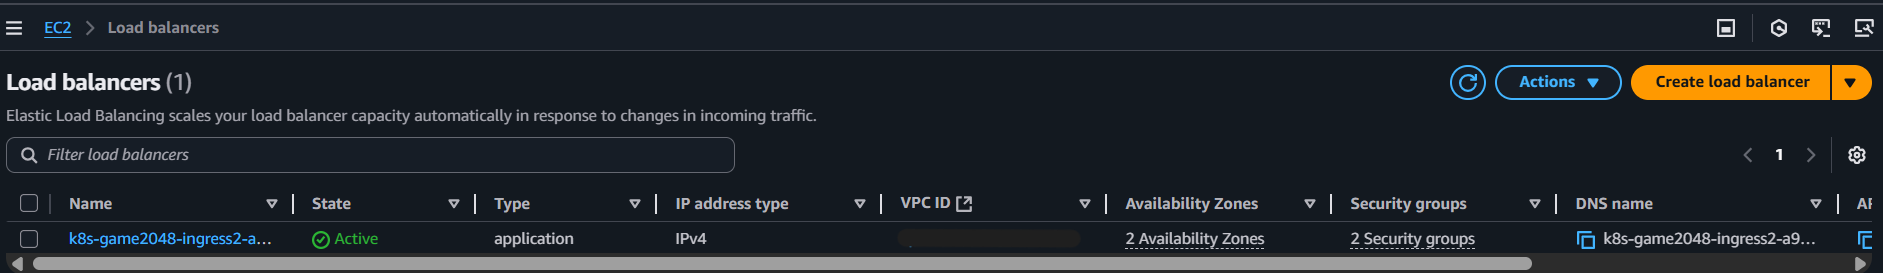 EC2 > Load balancers
Load balancers (1)
Actions
Create load balancer
Elastic Load Balancing scales your load balancer capacity automatically in response to changes in incoming traffic.
Filter load balancers
1
Name State Type IP address type VPC ID Availability Zones Security groups DNS name AR
k8s-game2048-ingress2-a... Active application IPv4 2 Availability Zones 2 Security groups k8s-game2048-ingress2-a9...